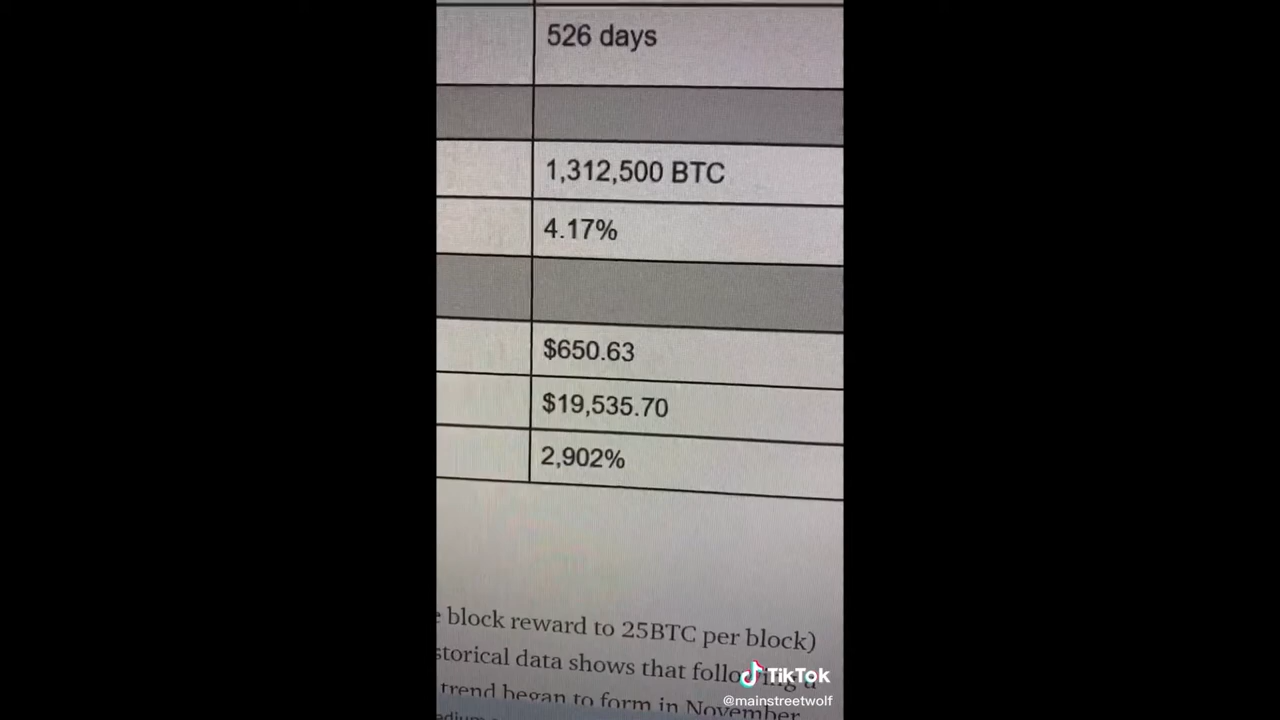 526 days
1,312,500 BTC
4.17%
$650.63
$19,535.70
2,902%
block reward to 25BTC per block)
storical data shows that following a
trend began to form in November
TikTok
@mainstreetwolf